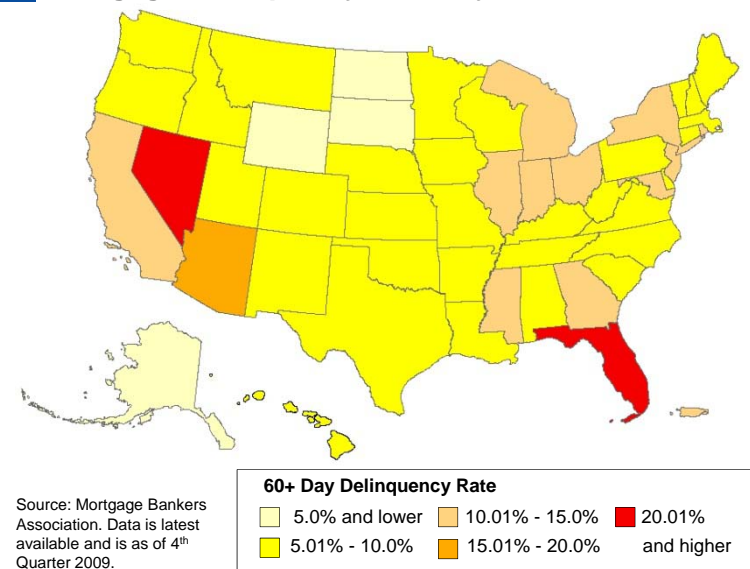 60+ Day Delinquency Rate
5.0% and lower
10.01% - 15.0%
20.01%
5.01% - 10.0%
15.01% - 20.0%
and higher
Source: Mortgage Bankers
Association. Data is latest
available and is as of 4th
Quarter 2009.